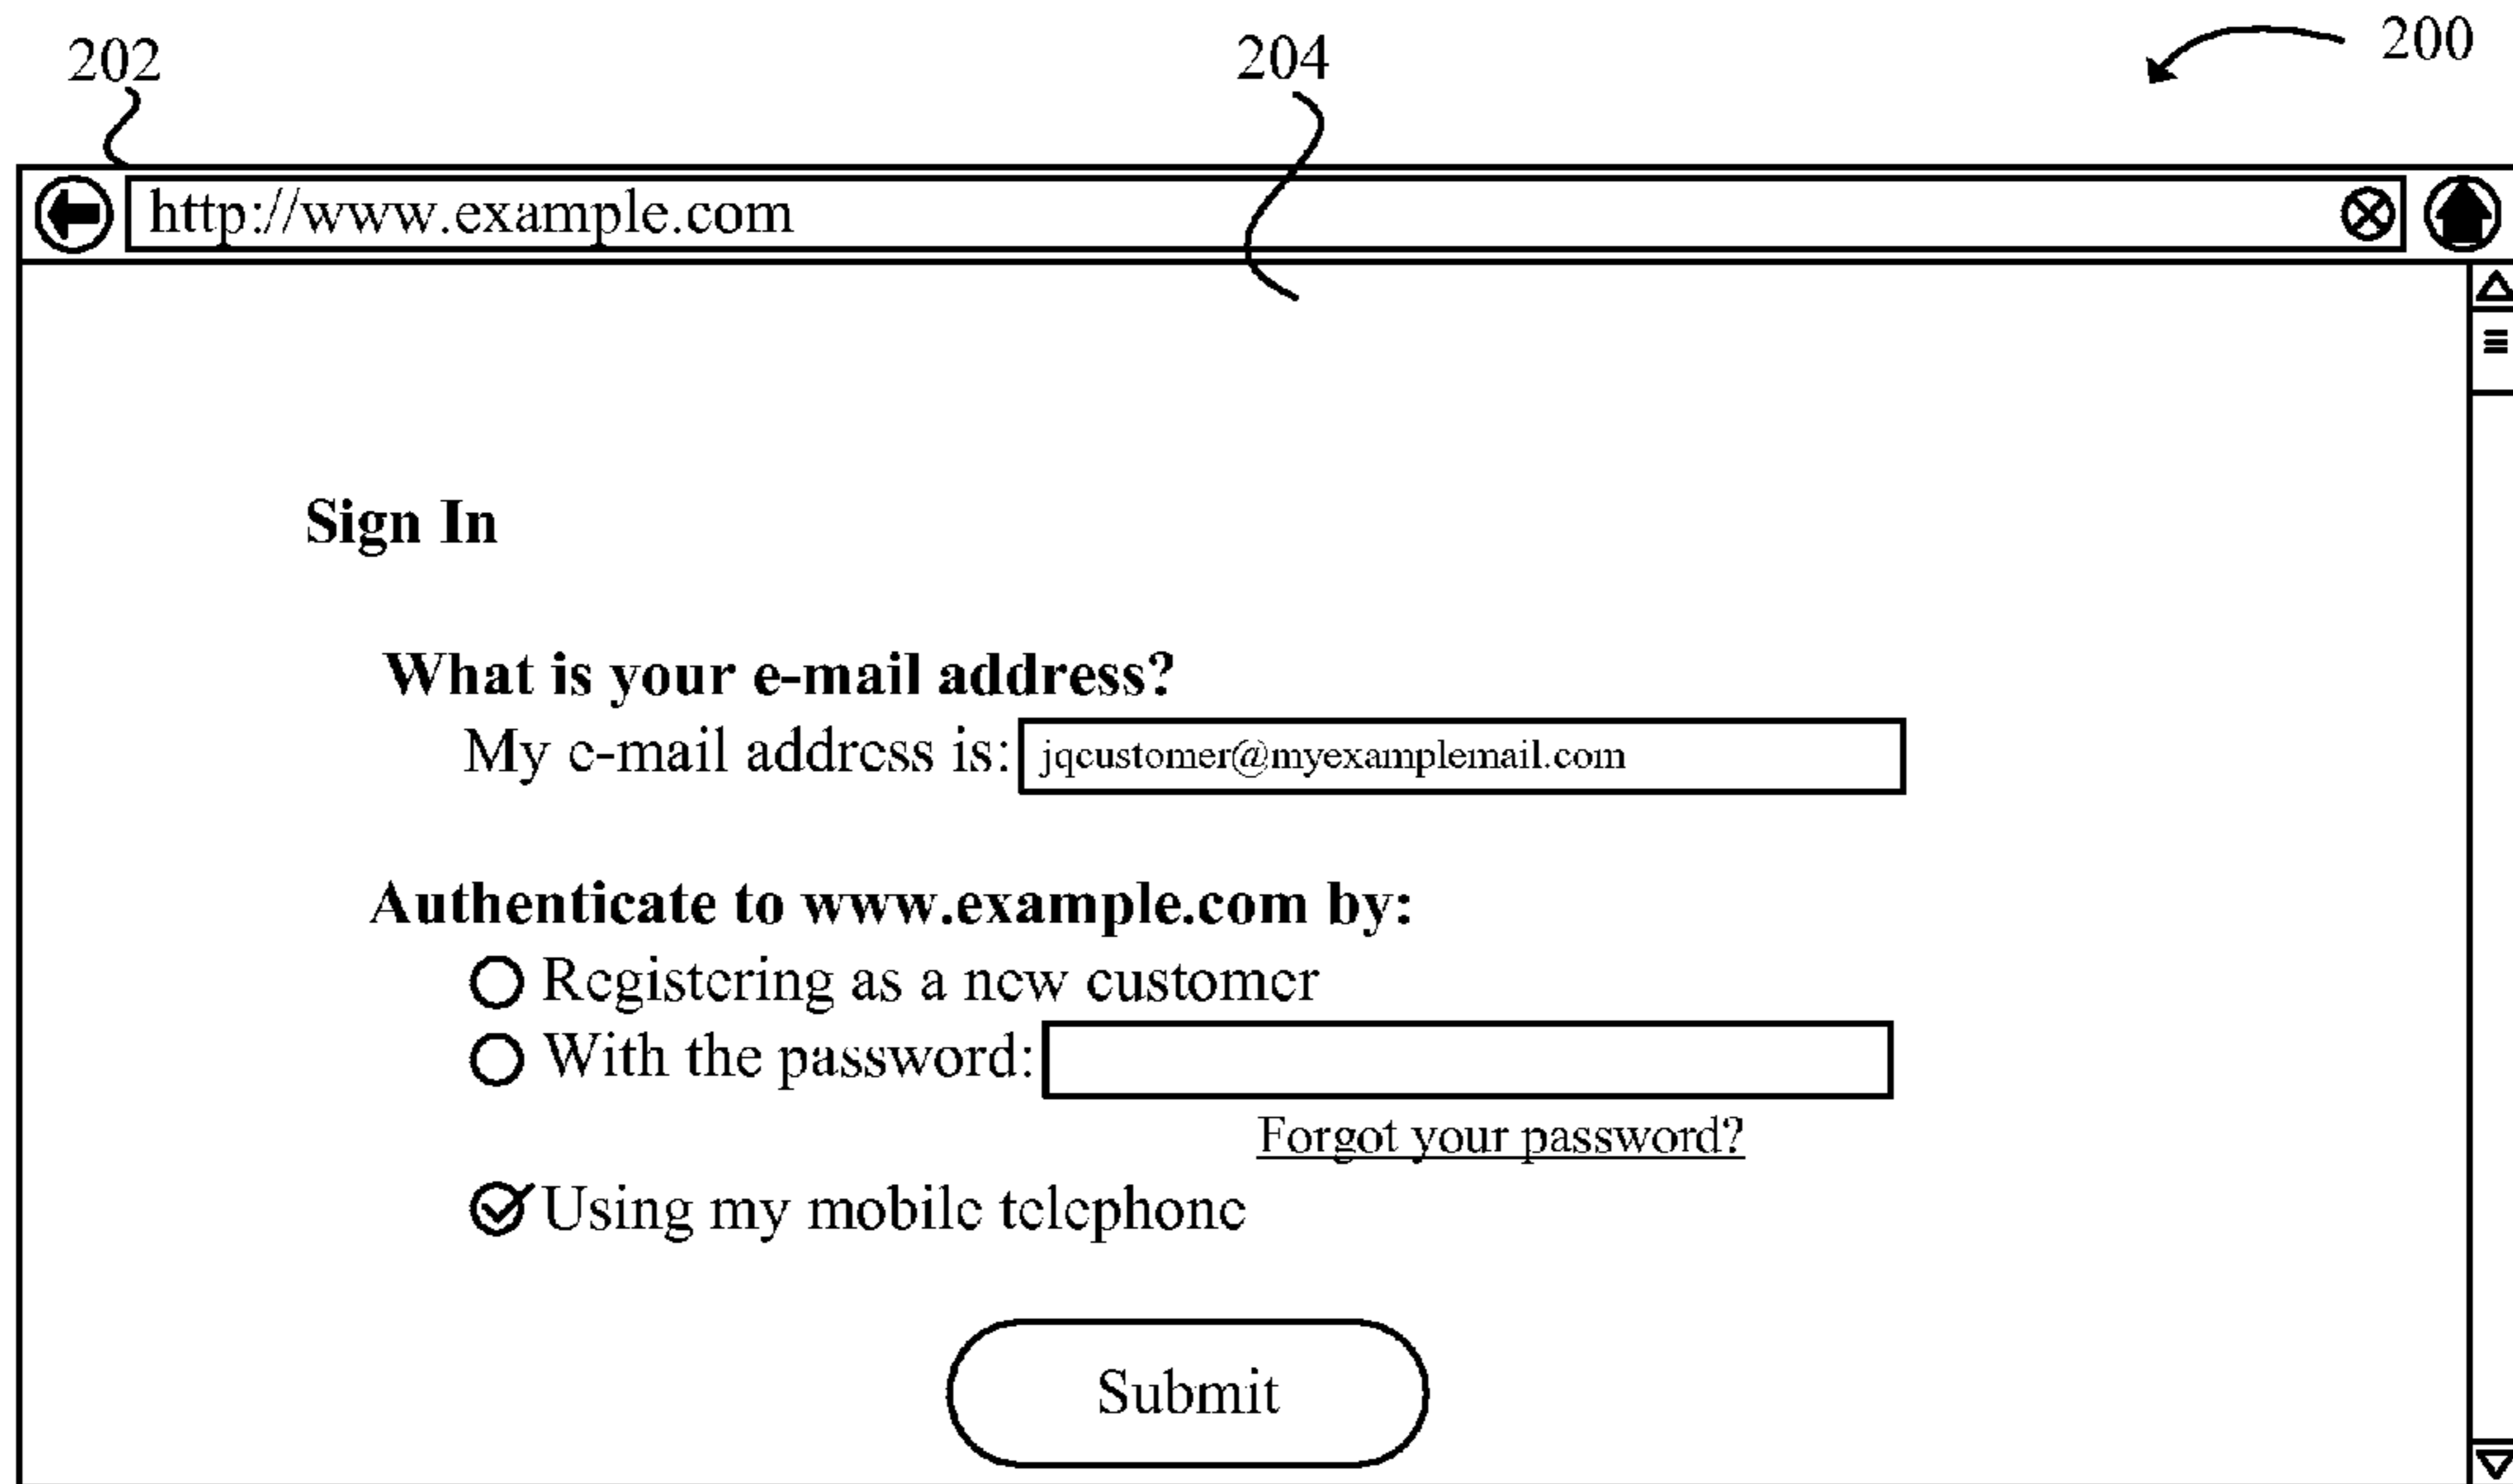 202 204 200
http://www.example.com
Sign In
What is your e-mail address?
My e-mail address is: jqcustomer@myexamplemail.com
Authenticate to www.example.com by:
Registering as a new customer
With the password:
Forgot your password?
Using my mobile telephone
Submit